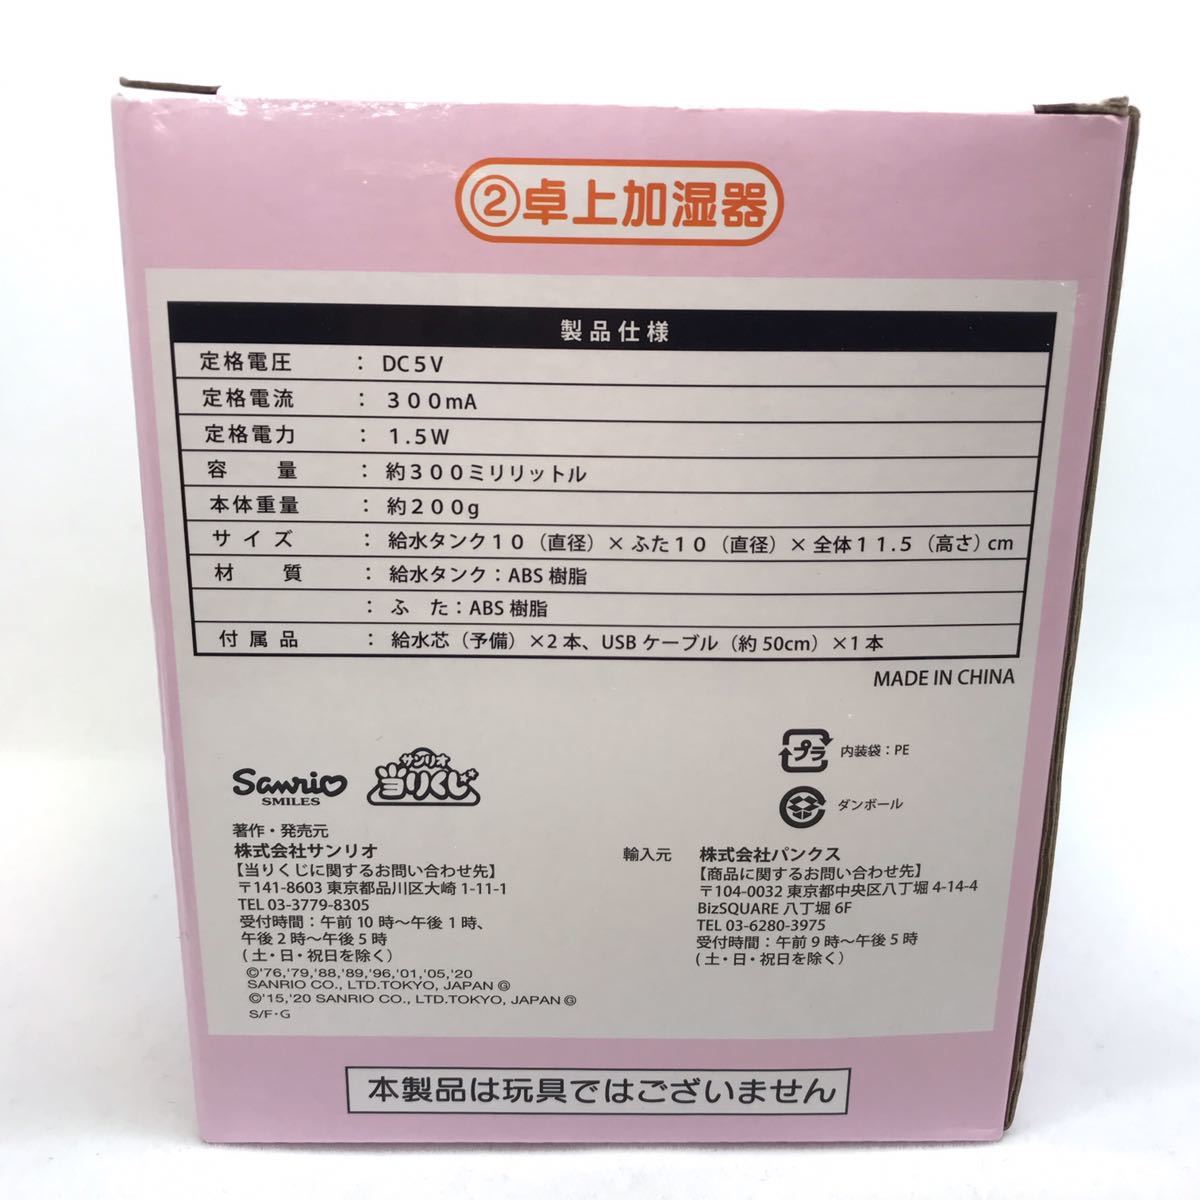 ②卓上加湿器
製品仕様
定格電圧 ： DC５V
定格電流 ： ３００mA
定格電力 ： １.５W
容　量 ： 約３００ミリリットル
本体重量 ： 約２００g
サイズ ： 給水タンク１０（直径）×ふた１０（直径）×全体１１.５（高さ）cm
材　質 ： 給水タンク：ABS 樹脂
： ふ　た：ABS 樹脂
付属品 ： 給水芯（予備）×2本、USB ケーブル（約 50cm）×1 本
MADE IN CHINA
プラ 内装袋：PE
ダンボール
Sanrio
SMILES
サンリオ
当りくじ
著作・発売元
株式会社サンリオ
【当りくじに関するお問い合わせ先】
〒141-8603 東京都品川区大崎 1-11-1
TEL 03-3779-8305
受付時間：午前 10 時〜午後 1 時、
午後 2 時〜午後 5 時
（土・日・祝日を除く）
©'76,'79,'88,'89,'96,'01,'05,'20
SANRIO CO., LTD.TOKYO, JAPAN Ⓖ
©'15,'20 SANRIO CO., LTD.TOKYO, JAPAN Ⓖ
S/F・G
輸入元 株式会社パンクス
【商品に関するお問い合わせ先】
〒104-0032 東京都中央区八丁堀 4-14-4
BizSQUARE 八丁堀 6F
TEL 03-6280-3975
受付時間：午前 9 時〜午後 5 時
（土・日・祝日を除く）
本製品は玩具ではございません